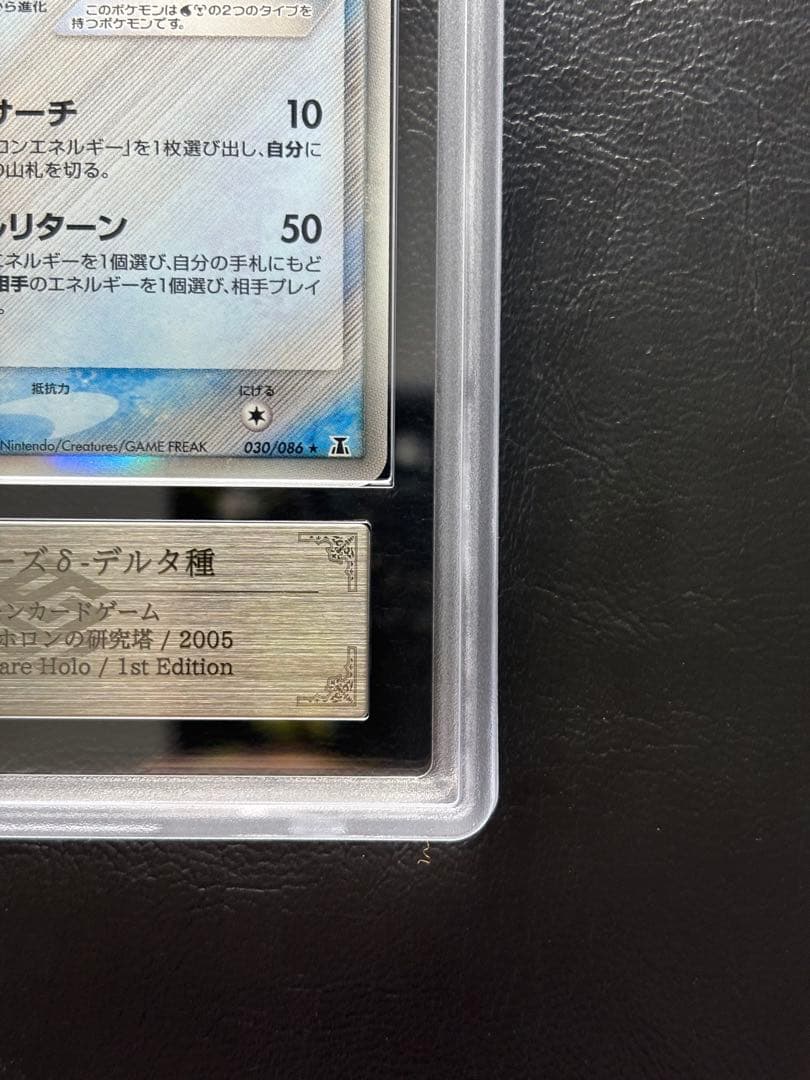 ら進化
このポケモンはの2つのタイプを
持つポケモンです。
サーチ 10
ロンエネルギー」を1枚選び出し、自分に
の山札を切る。
ルリターン 50
エネルギーを1個選び、自分の手札にもど
相手のエネルギーを1個選び、相手プレイ
。
抵抗力 にげる
Nintendo/Creatures/GAME FREAK 030/086 ★
ーズδ-デルタ種
ンカードゲーム
ホロンの研究塔 / 2005
are Holo / 1st Edition